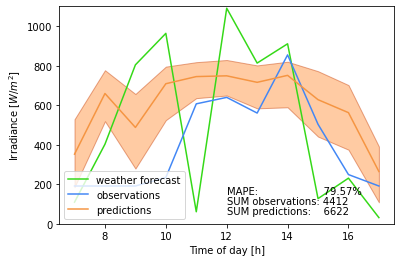 1000
800
600
400
200
0
Irradiance [W/m²]
weather forecast
observations
predictions
MAPE: 79.57%
SUM observations: 4412
SUM predictions: 6622
8 10 12 14 16
Time of day [h]